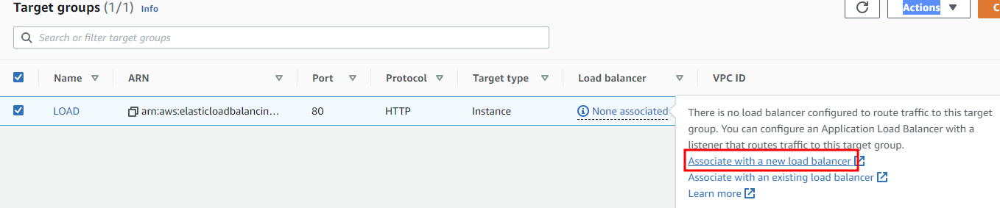 Target groups (1/1) Info
Actions
C
Search or filter target groups
Name ARN Port Protocol Target type Load balancer VPC ID
LOAD arn:aws:elasticloadbalancin... 80 HTTP Instance None associated
There is no load balancer configured to route traffic to this target
group. You can configure an Application Load Balancer with a
listener that routes traffic to this target group.
Associate with a new load balancer
Associate with an existing load balancer
Learn more